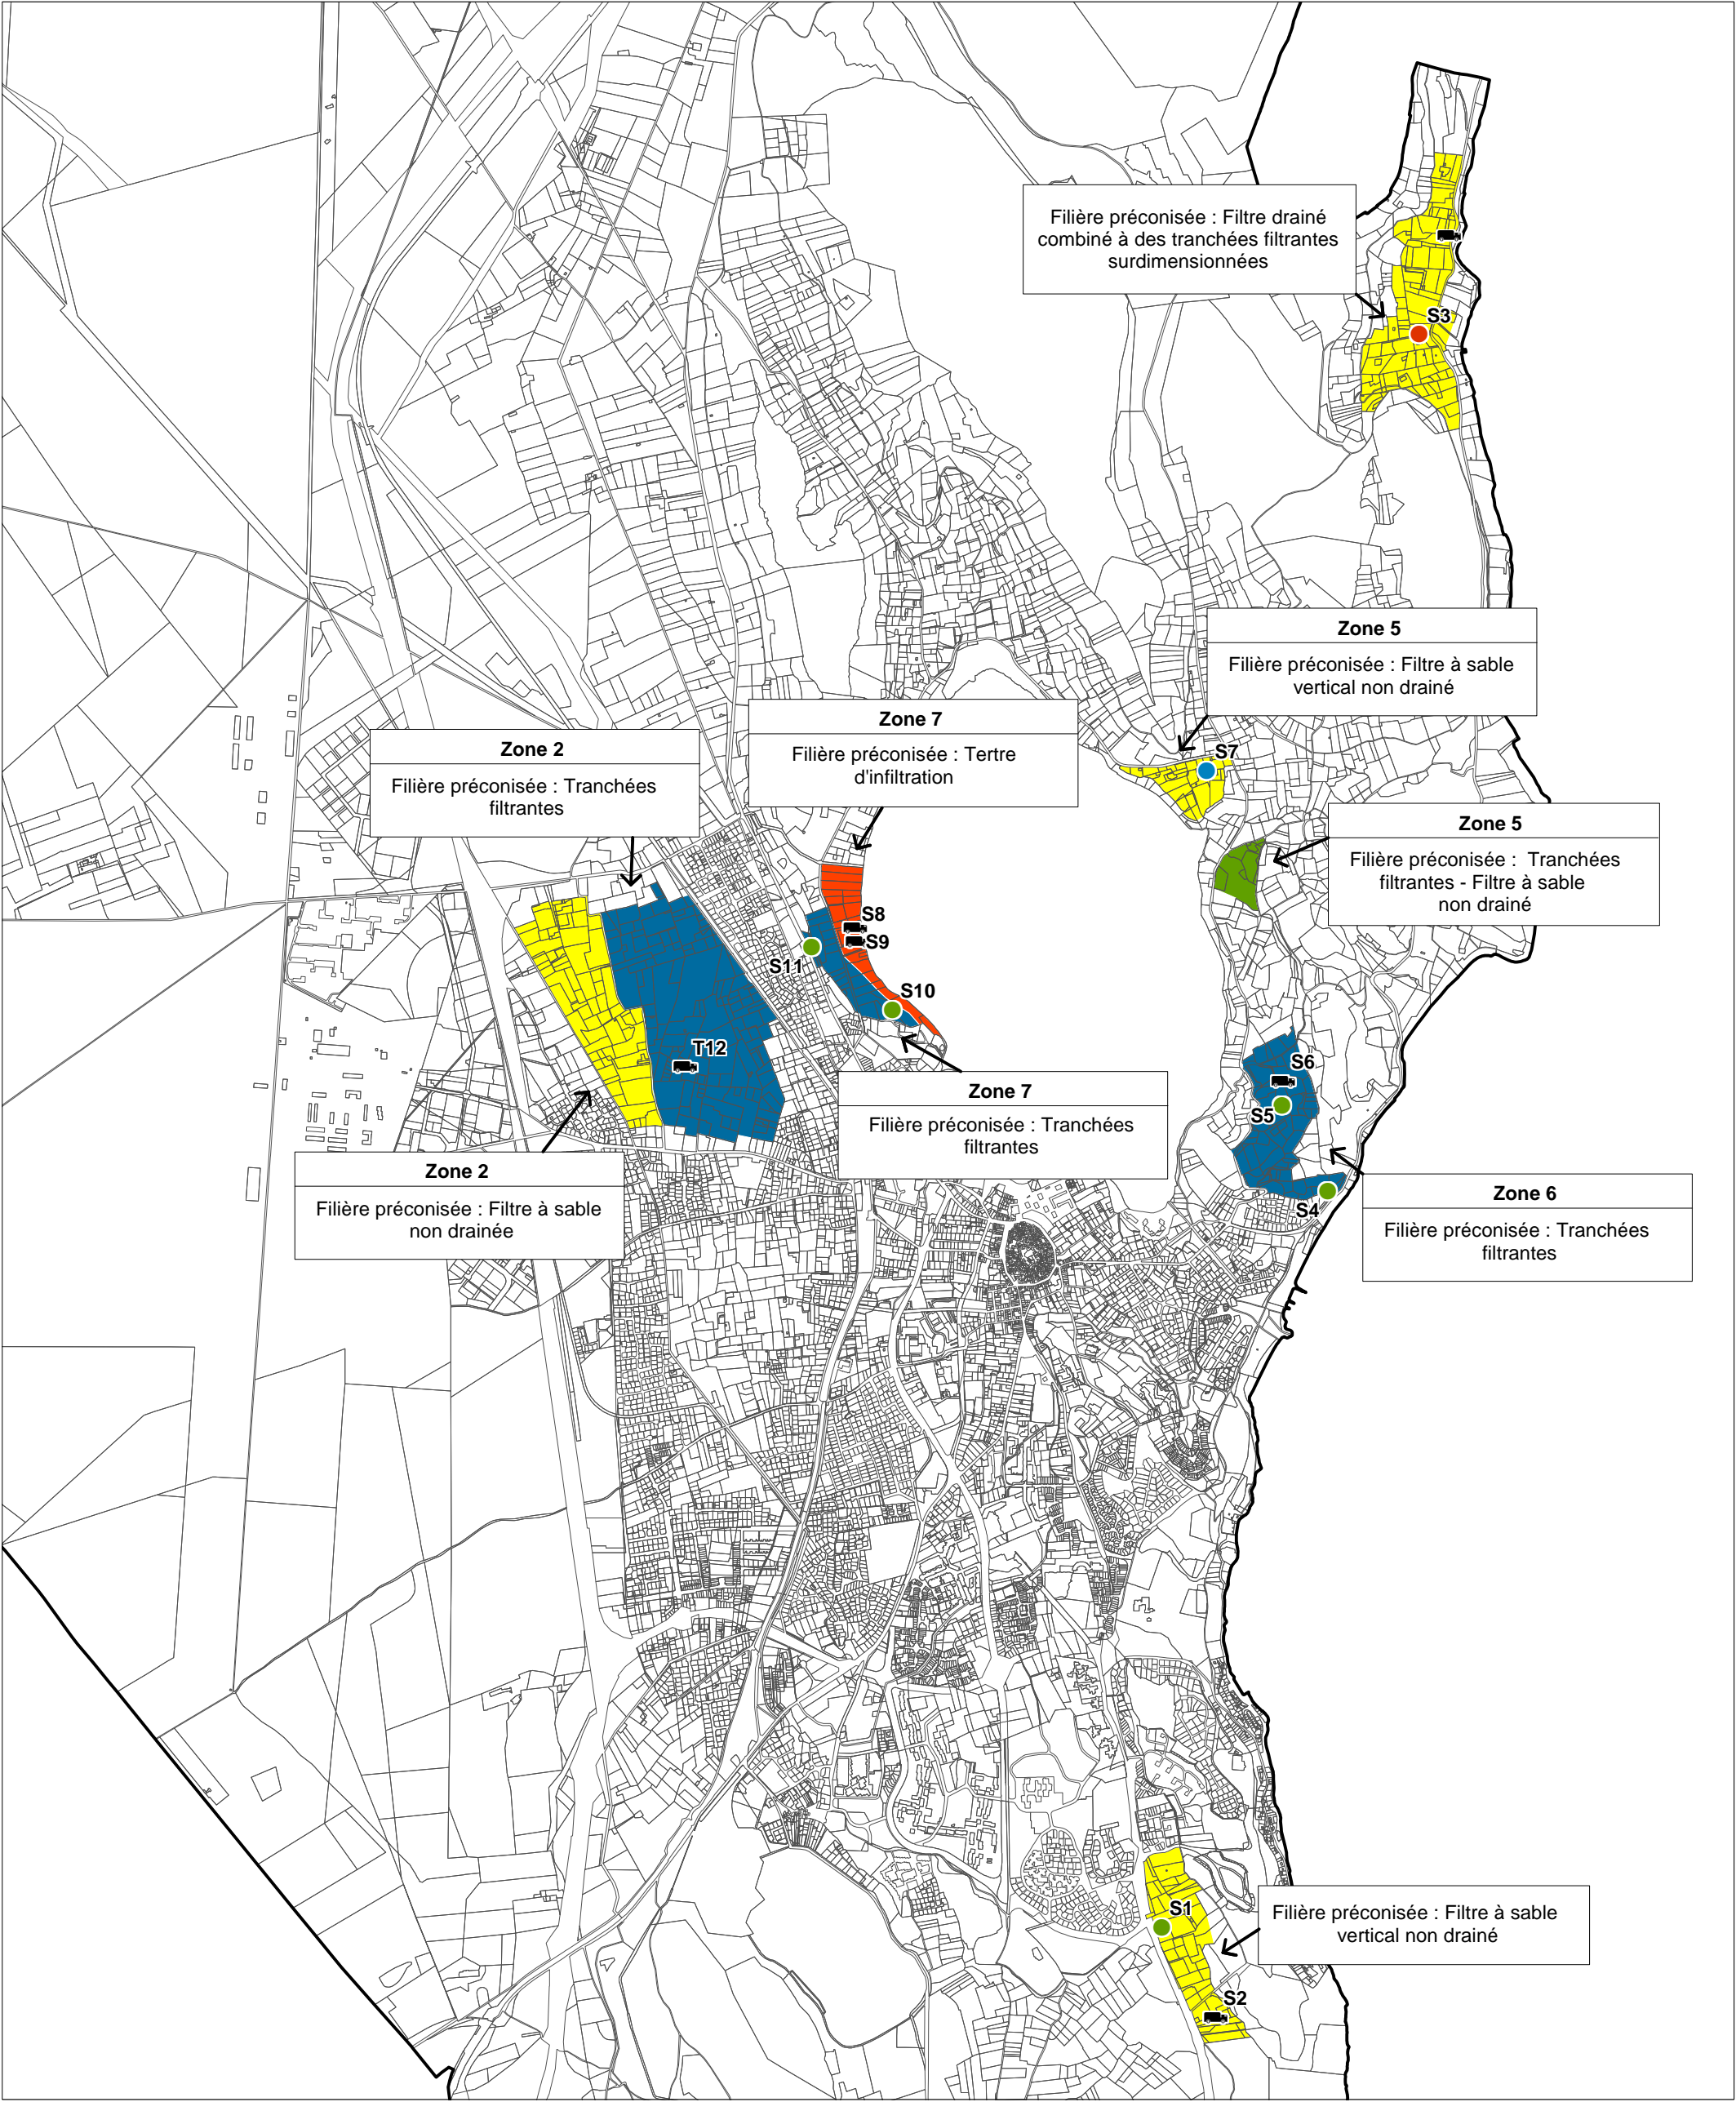 Filière préconisée : Filtre drainé
combiné à des tranchées filtrantes
surdimensionnées
S3
Zone 5
Filière préconisée : Filtre à sable
vertical non drainé
Zone 7
Filière préconisée : Tertre
d'infiltration
Zone 2
Filière préconisée : Tranchées
filtrantes
S7
Zone 5
Filière préconisée : Tranchées
filtrantes - Filtre à sable
non drainé
S8
S9
S11
S10
T12
S6
S5
Zone 7
Filière préconisée : Tranchées
filtrantes
Zone 2
Filière préconisée : Filtre à sable
non drainée
S4
Zone 6
Filière préconisée : Tranchées
filtrantes
S1
Filière préconisée : Filtre à sable
vertical non drainé
S2